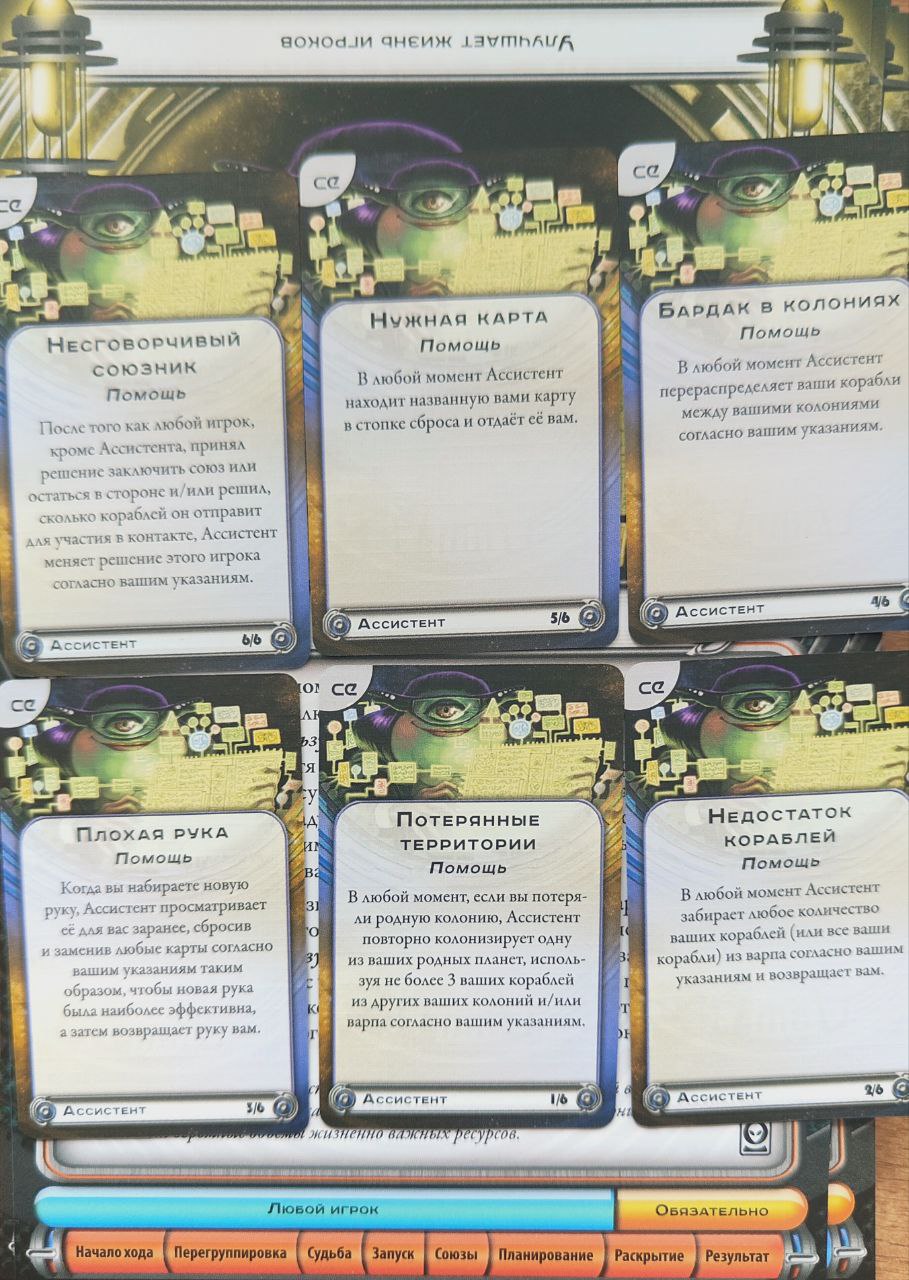 Улучшает жизнь игроков
CE
Несговорчивый
союзник
Помощь
После того как любой игрок,
кроме Ассистента, принял
решение заключить союз или
остаться в стороне и/или решил,
сколько кораблей он отправит
для участия в контакте, Ассистент
меняет решение этого игрока
согласно вашим указаниям.
Ассистент 6/6
CE
Нужная карта
Помощь
В любой момент Ассистент
находит названную вами карту
в стопке сброса и отдаёт её вам.
Ассистент 5/6
CE
Бардак в колониях
Помощь
В любой момент Ассистент
перераспределяет ваши корабли
между вашими колониями
согласно вашим указаниям.
Ассистент 4/6
CE
Плохая рука
Помощь
Когда вы набираете новую
руку, Ассистент просматривает
её для вас заранее, сбросив
и заменив любые карты согласно
вашим указаниям таким
образом, чтобы новая рука
была наиболее эффективна,
а затем возвращает руку вам.
Ассистент 3/6
CE
Потерянные
территории
Помощь
В любой момент, если вы потеря-
ли родную колонию, Ассистент
повторно колонизирует одну
из ваших родных планет, исполь-
зуя не более 3 ваших кораблей
из других ваших колоний и/или
варпа согласно вашим указаниям.
Ассистент 1/6
CE
Недостаток
кораблей
Помощь
В любой момент Ассистент
забирает любое количество
ваших кораблей (или все ваши
корабли) из варпа согласно вашим
указаниям и возвращает вам.
Ассистент 2/6
жизненно важных ресурсов.
Любой игрок
Обязательно
Начало хода Перегруппировка Судьба Запуск Союзы Планирование Раскрытие Результат